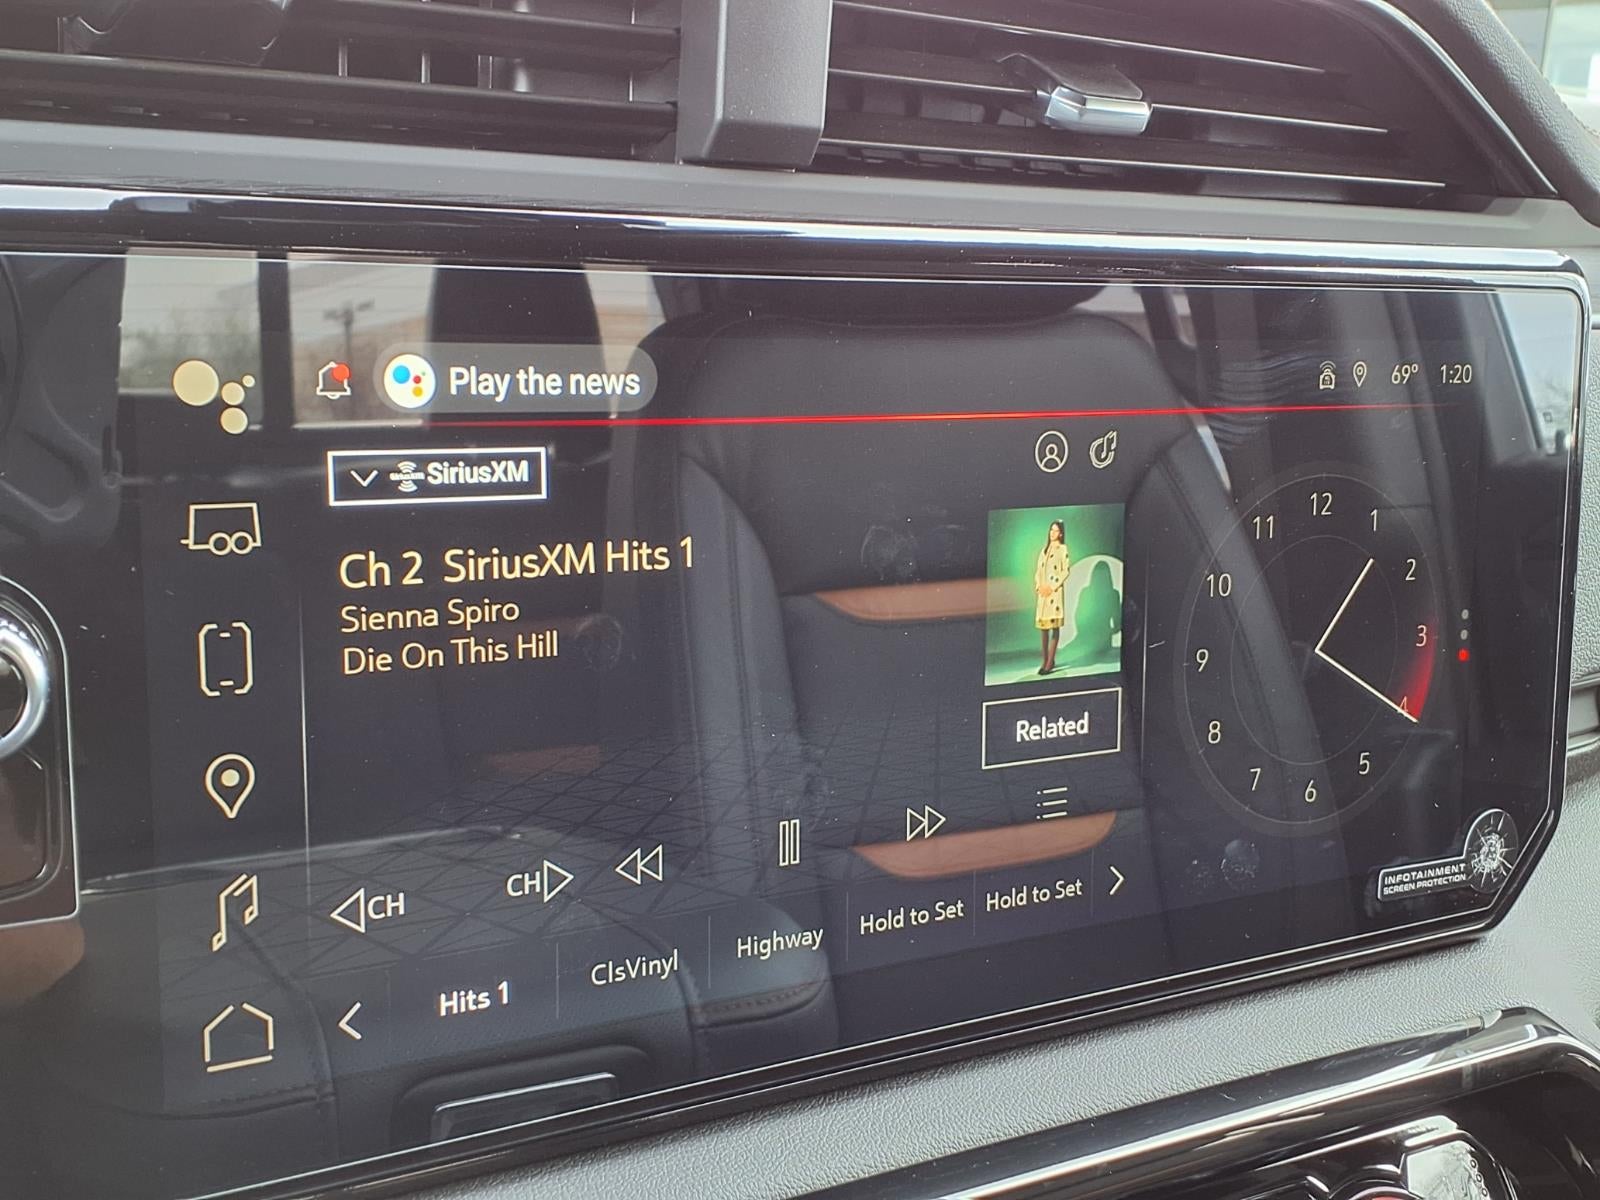 Play the news
69° 1:20
SiriusXM
Ch 2 SiriusXM Hits 1
Sienna Spiro
Die On This Hill
Related
12
1
2
3
4
5
6
7
8
9
10
11
CH
CH
Hits 1
ClsVinyl
Highway
Hold to Set
Hold to Set
INFOTAINMENT
SCREEN PROTECTION